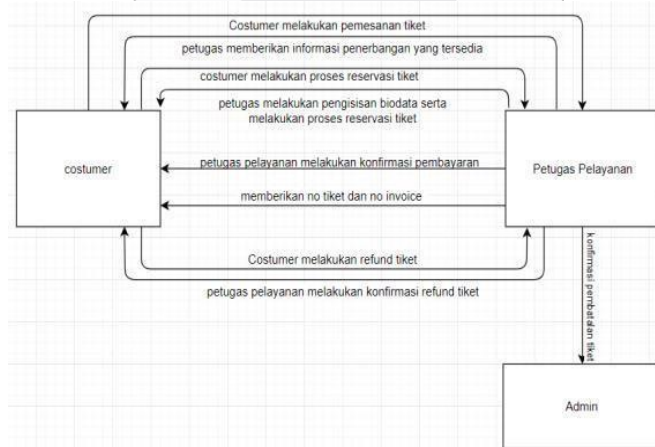 Costumer melakukan pemesanan tiket
petugas memberikan informasi penerbangan yang tersedia
costumer melakukan proses reservasi tiket
petugas melakukan pengisisan biodata serta
melakukan proses reservasi tiket
costumer
petugas pelayanan melakukan konfirmasi pembayaran
Petugas Pelayanan
memberikan no tiket dan no invoice
Costumer melakukan refund tiket
petugas pelayanan melakukan konfirmasi refund tiket
konfirmasi pembatalan tiket
Admin